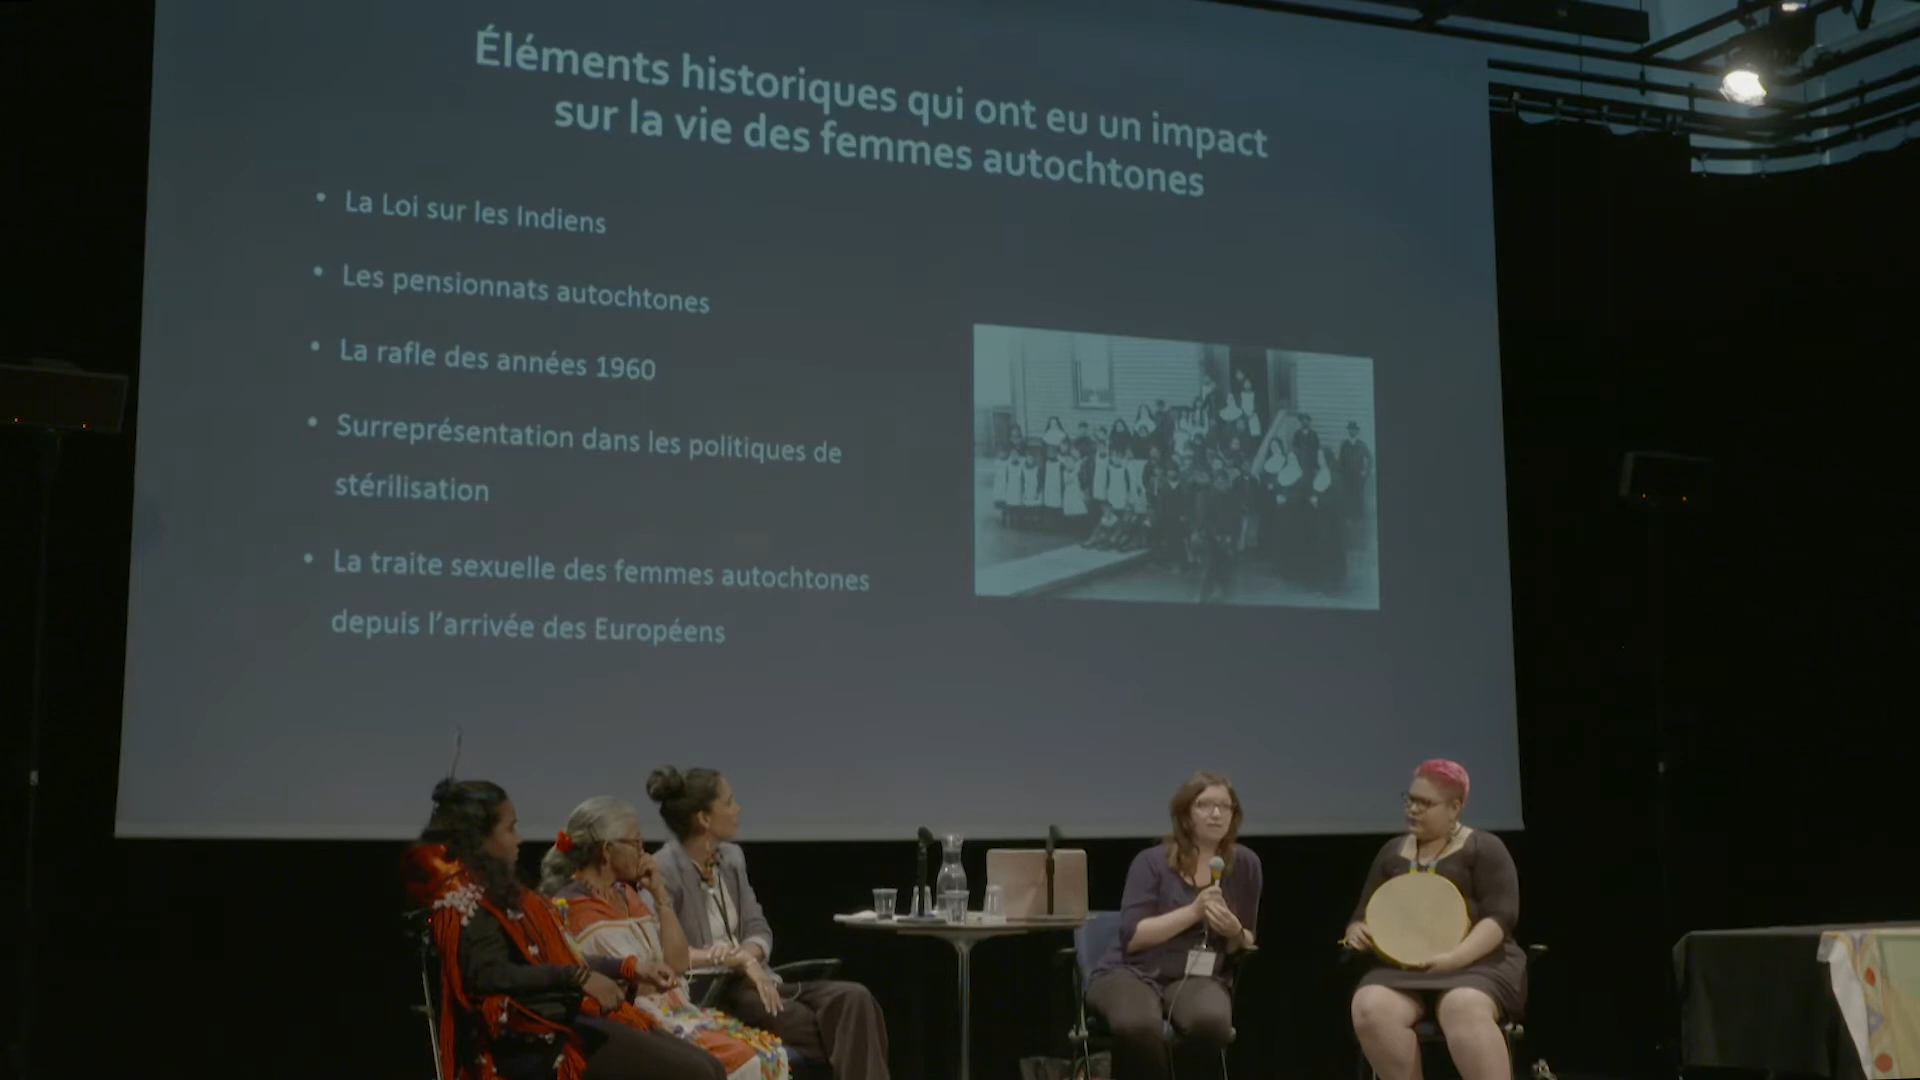 Éléments historiques qui ont eu un impact
sur la vie des femmes autochtones
• La Loi sur les Indiens
• Les pensionnats autochtones
• La rafle des années 1960
• Surreprésentation dans les politiques de
stérilisation
• La traite sexuelle des femmes autochtones
depuis l'arrivée des Européens